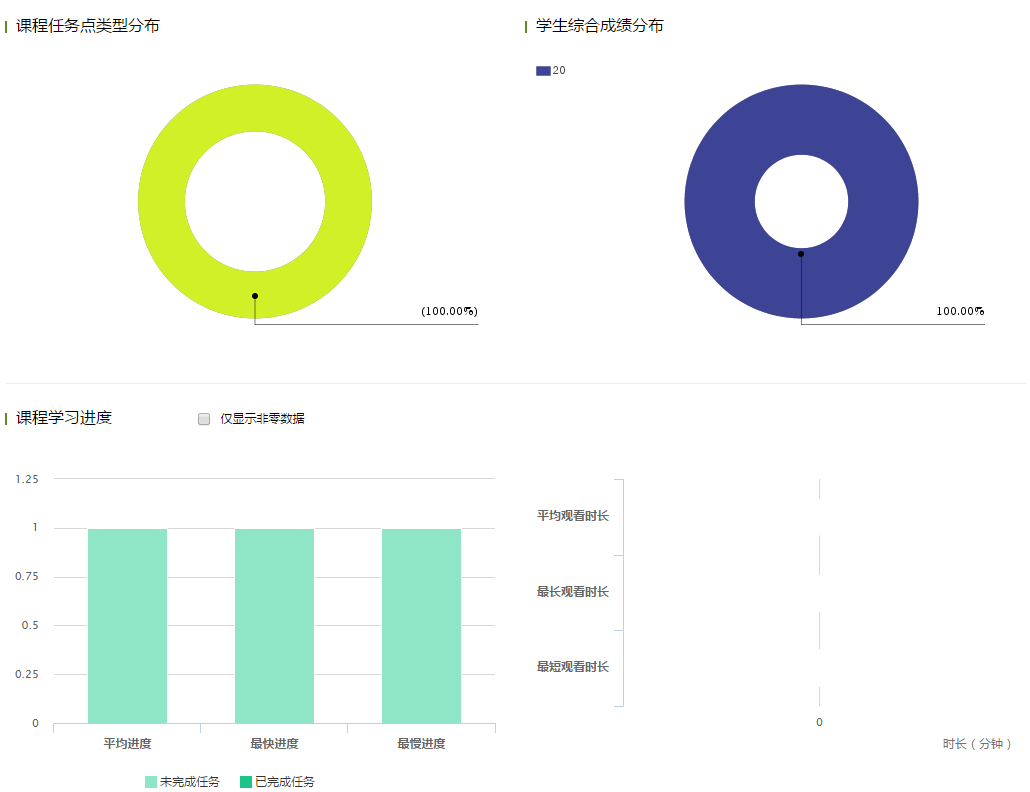 课程任务点类型分布
(100.00%)
学生综合成绩分布
20
100.00%
课程学习进度
仅显示非零数据
1.25
1
0.75
0.5
0.25
0
平均进度
最快进度
最慢进度
未完成任务
已完成任务
平均观看时长
最长观看时长
最短观看时长
0
时长（分钟）